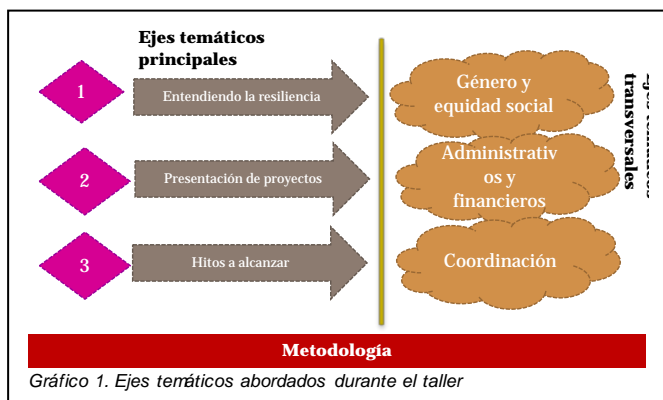 Ejes temáticos
principales
1
Entendiendo la resiliencia
Género y
equidad social
2
Presentación de proyectos
Administrativ
os y
financieros
3
Hitos a alcanzar
Coordinación
transversales
Metodología
Gráfico 1. Ejes temáticos abordados durante el taller